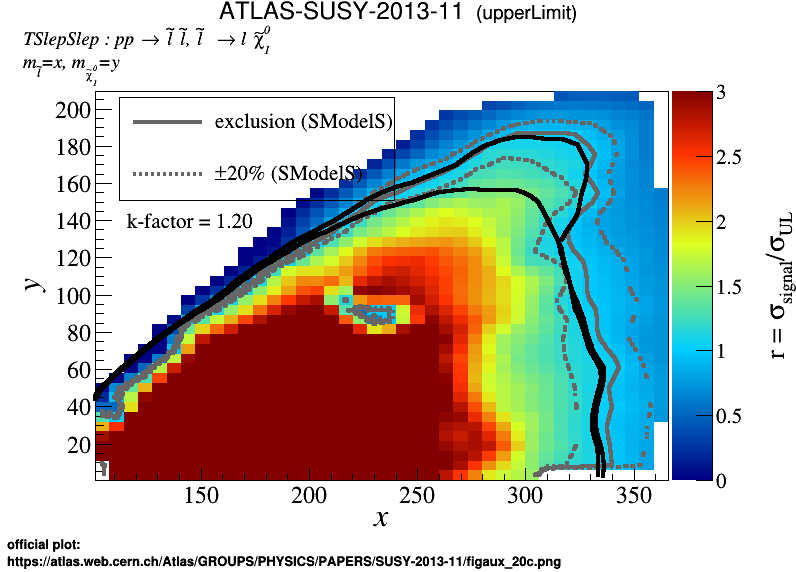 ATLAS-SUSY-2013-11 (upperLimit)
TSlepSlep : pp → l̃ l̃, l̃ → l χ̃₁⁰
m_l̃=x, m_χ̃₁⁰=y
exclusion (SModelS)
±20% (SModelS)
k-factor = 1.20
200
180
160
140
120
100
80
60
40
20
y
150
200
250
300
350
x
3
2.5
2
1.5
1
0.5
0
r = σ_signal/σ_UL
official plot:
https://atlas.web.cern.ch/Atlas/GROUPS/PHYSICS/PAPERS/SUSY-2013-11/figaux_20c.png